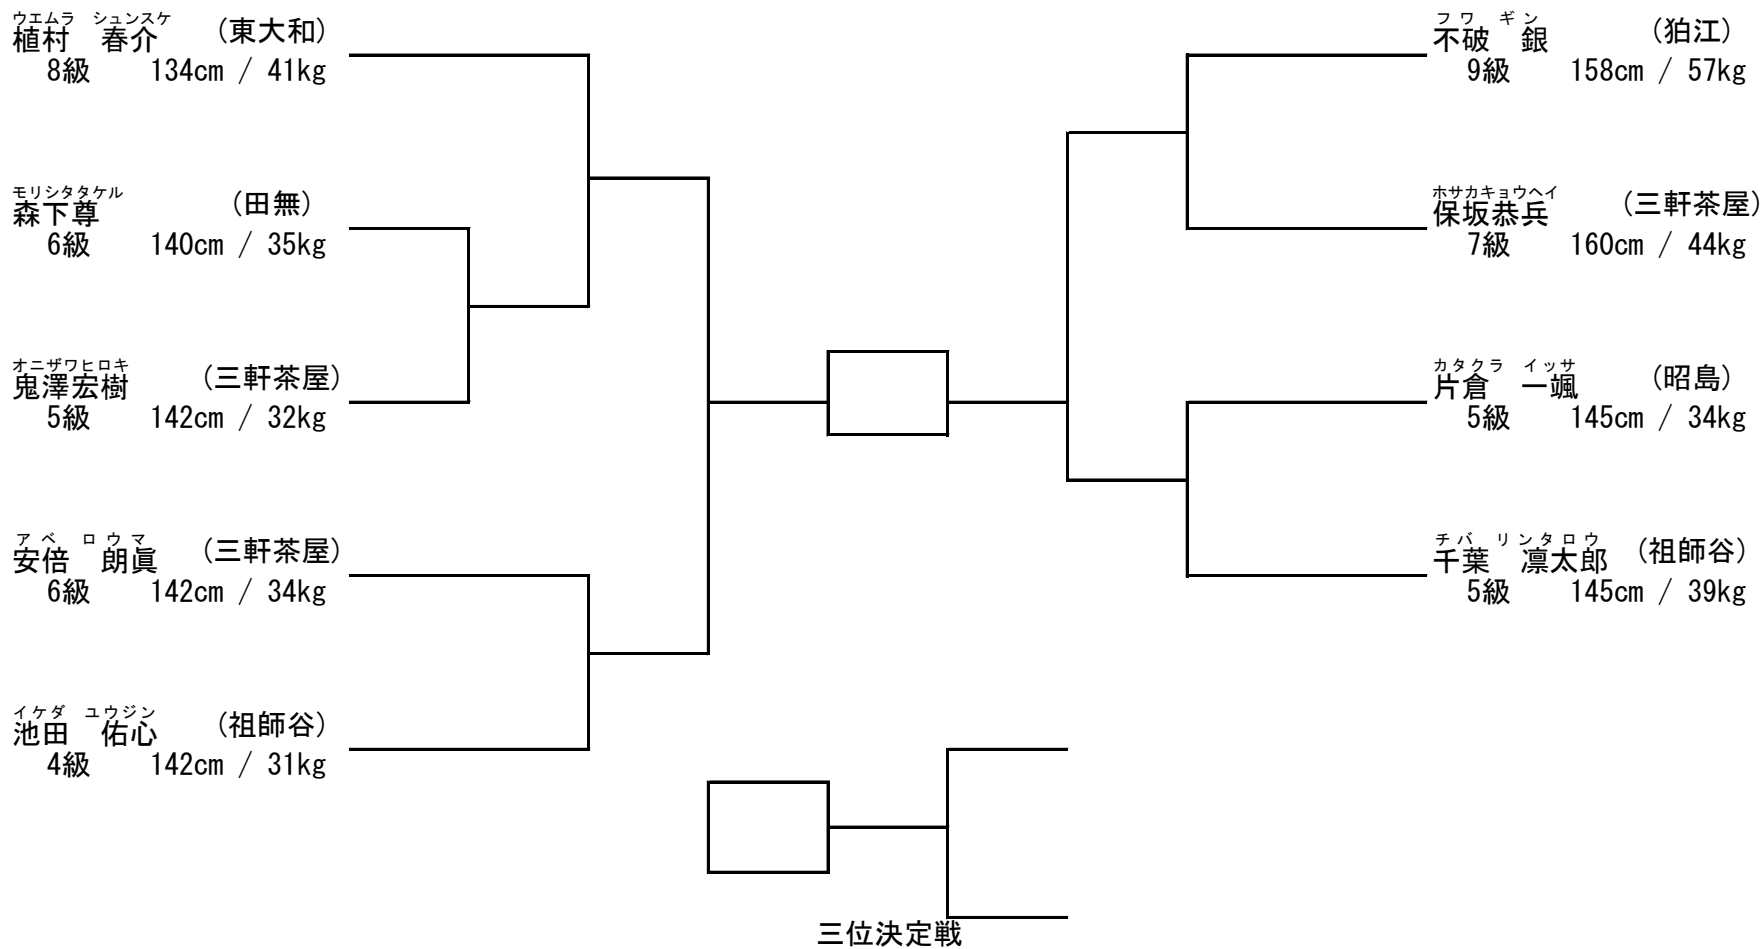 ウエムラ　シュンスケ
植村　春介　(東大和)
8級　134cm / 41kg
モリシタタケル
森下尊　(田無)
6級　140cm / 35kg
オニザワヒロキ
鬼澤宏樹　(三軒茶屋)
5級　142cm / 32kg
アベ　ロウマ
安倍　朗眞　(三軒茶屋)
6級　142cm / 34kg
イケダ　ユウジン
池田　佑心　(祖師谷)
4級　142cm / 31kg
フワ　ギン
不破　銀　(狛江)
9級　158cm / 57kg
ホサカキョウヘイ
保坂恭兵　(三軒茶屋)
7級　160cm / 44kg
カタクラ　イッサ
片倉　一颯　(昭島)
5級　145cm / 34kg
チバ　リンタロウ
千葉　凛太郎　(祖師谷)
5級　145cm / 39kg
三位決定戦